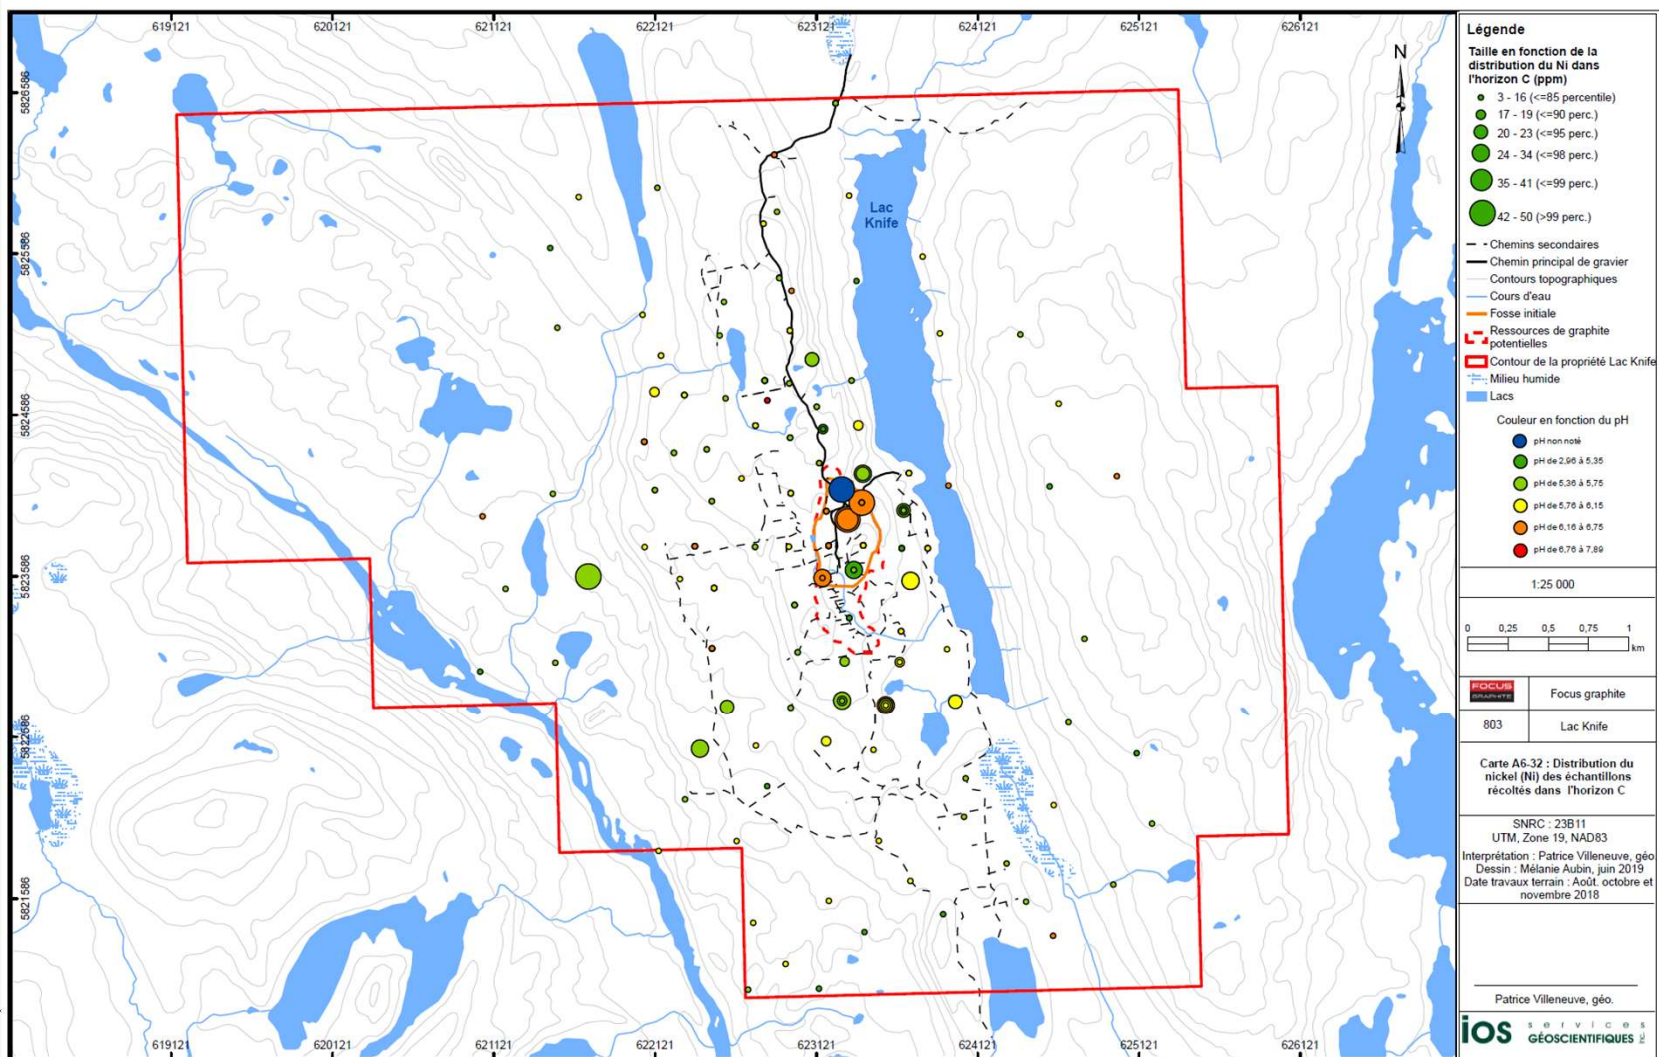 619121 620121 621121 622121 623121 624121 625121 626121
5826586
5825586
5824586
5823586
5822586
5821586
Lac
Knife
N
619121 620121 621121 622121 623121 624121 625121 626121
Légende
Taille en fonction de la
distribution du Ni dans
l'horizon C (ppm)
3 - 16 (<=85 percentile)
17 - 19 (<=90 perc.)
20 - 23 (<=95 perc.)
24 - 34 (<=98 perc.)
35 - 41 (<=99 perc.)
42 - 50 (>99 perc.)
Chemins secondaires
Chemin principal de gravier
Contours topographiques
Cours d'eau
Fosse initiale
Ressources de graphite
potentielles
Contour de la propriété Lac Knife
Milieu humide
Lacs
Couleur en fonction du pH
pH non noté
pH de 2,96 à 5,35
pH de 5,36 à 5,75
pH de 5,76 à 6,15
pH de 6,16 à 6,75
pH de 6,76 à 7,89
1:25 000
0 0,25 0,5 0,75 1
km
FOCUS
GRAPHITE
Focus graphite
803
Lac Knife
Carte A6-32 : Distribution du
nickel (Ni) des échantillons
récoltés dans l'horizon C
SNRC : 23B11
UTM, Zone 19, NAD83
Interprétation : Patrice Villeneuve, géo
Dessin : Mélanie Aubin, juin 2019
Date travaux terrain : Août. octobre et
novembre 2018
Patrice Villeneuve, géo.
iOS services
GÉOSCIENTIFIQUES inc.